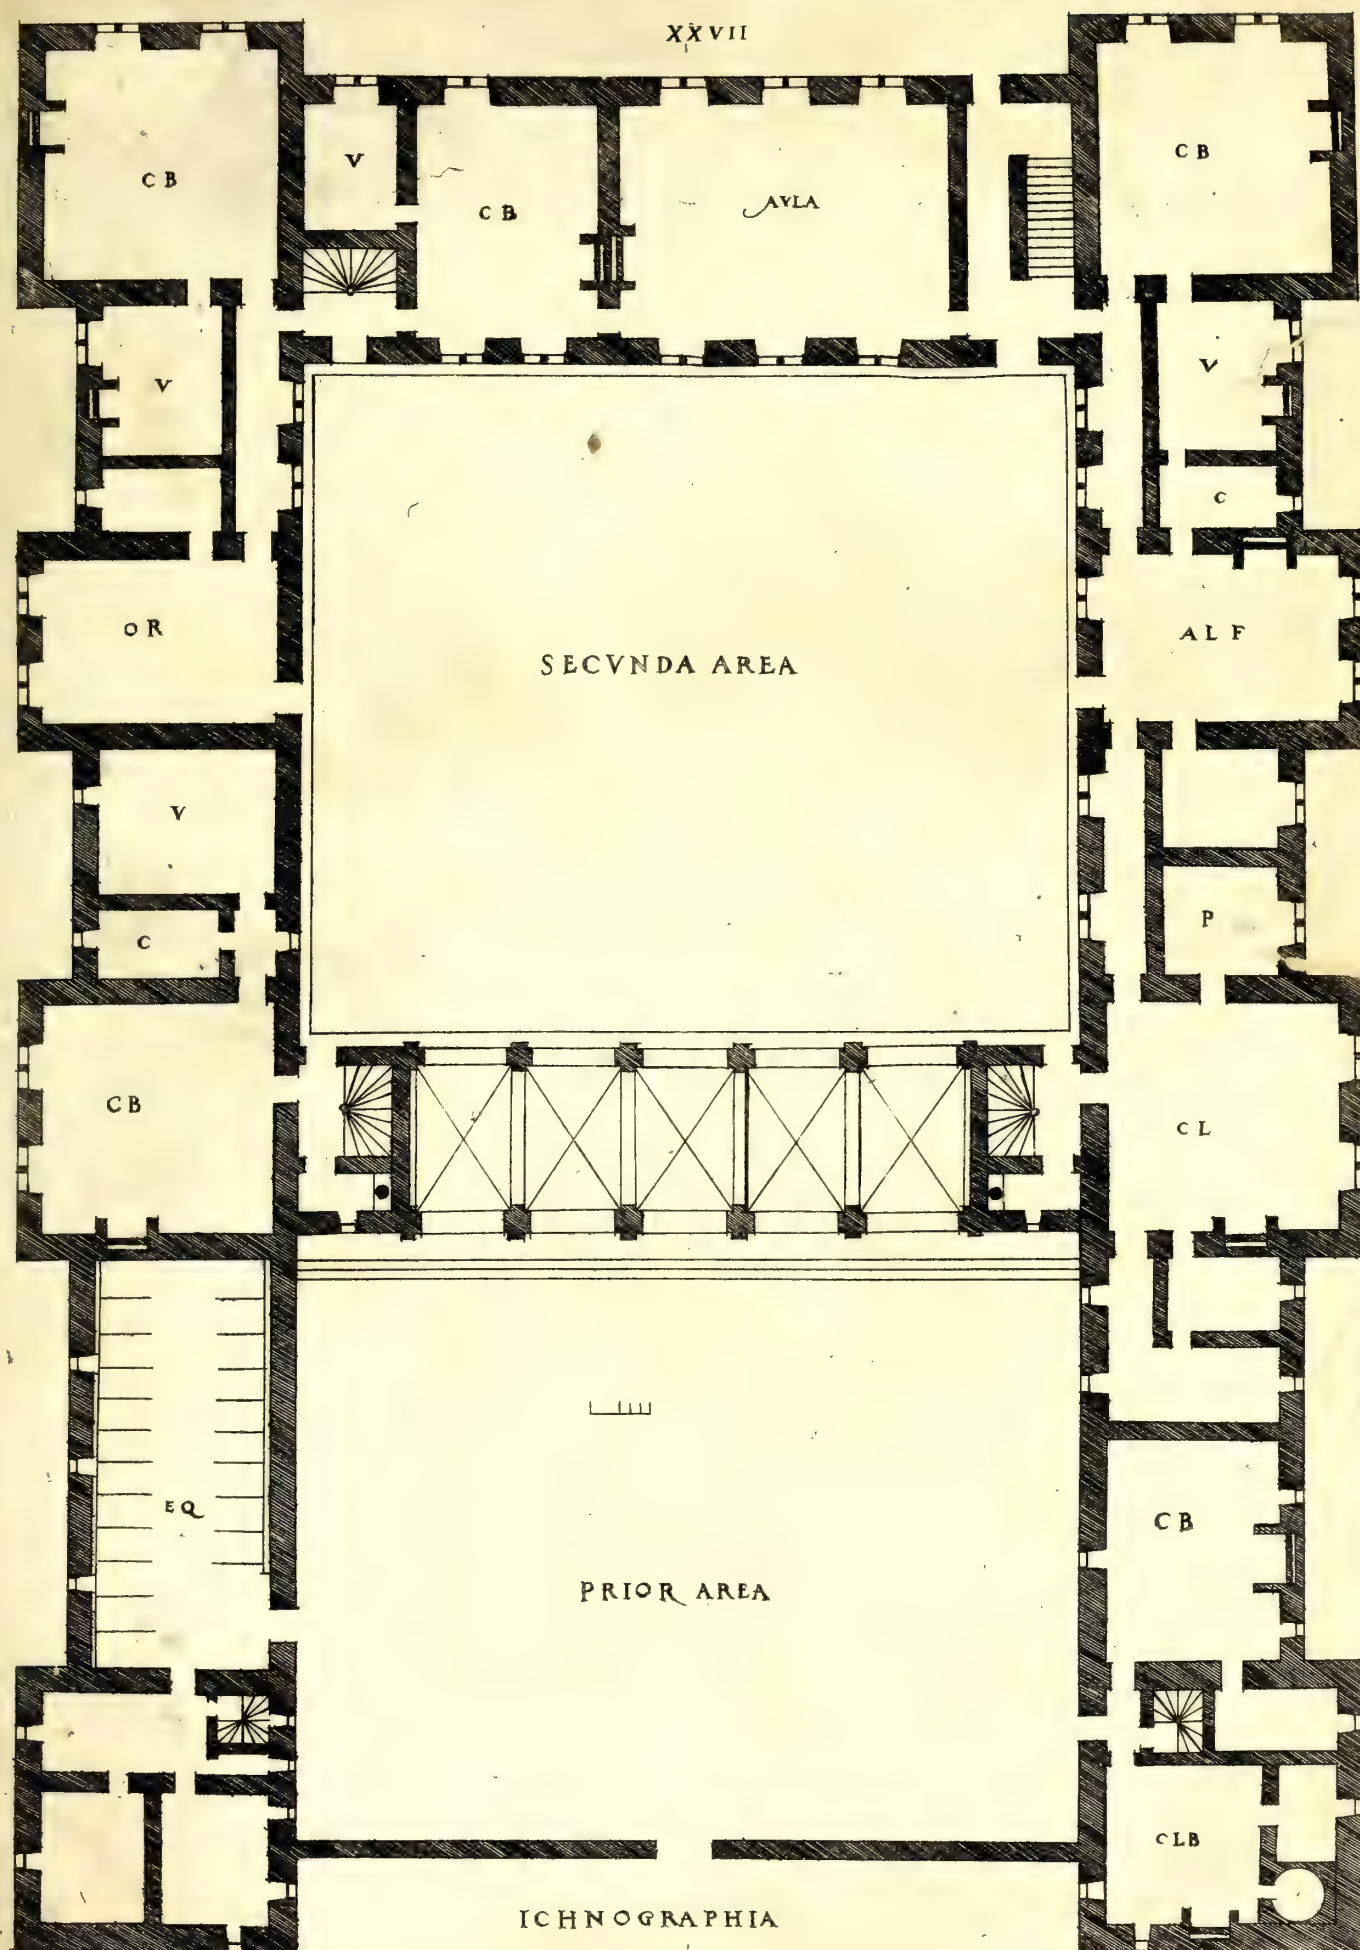 XXVII
CB
V
CB
AVLA
CB
V
V
C
OR
SECVNDA AREA
ALF
V
P
C
CB
CL
EQ
CB
PRIOR AREA
CLB
ICHNOGRAPHIA